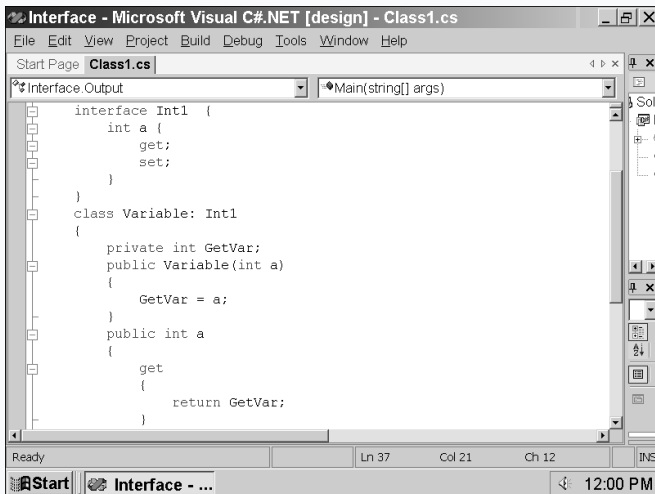 Interface - Microsoft Visual C#.NET [design] - Class1.cs
File Edit View Project Build Debug Tools Window Help
Start Page Class1.cs
Interface.Output
Main(string[] args)
interface Int1 {
int a {
get;
set;
}
}
class Variable: Int1
{
private int GetVar;
public Variable(int a)
{
GetVar = a;
}
public int a
{
get
{
return GetVar;
}
Sol
Ready Ln 37 Col 21 Ch 12 INS
Start Interface - ... 12:00 PM